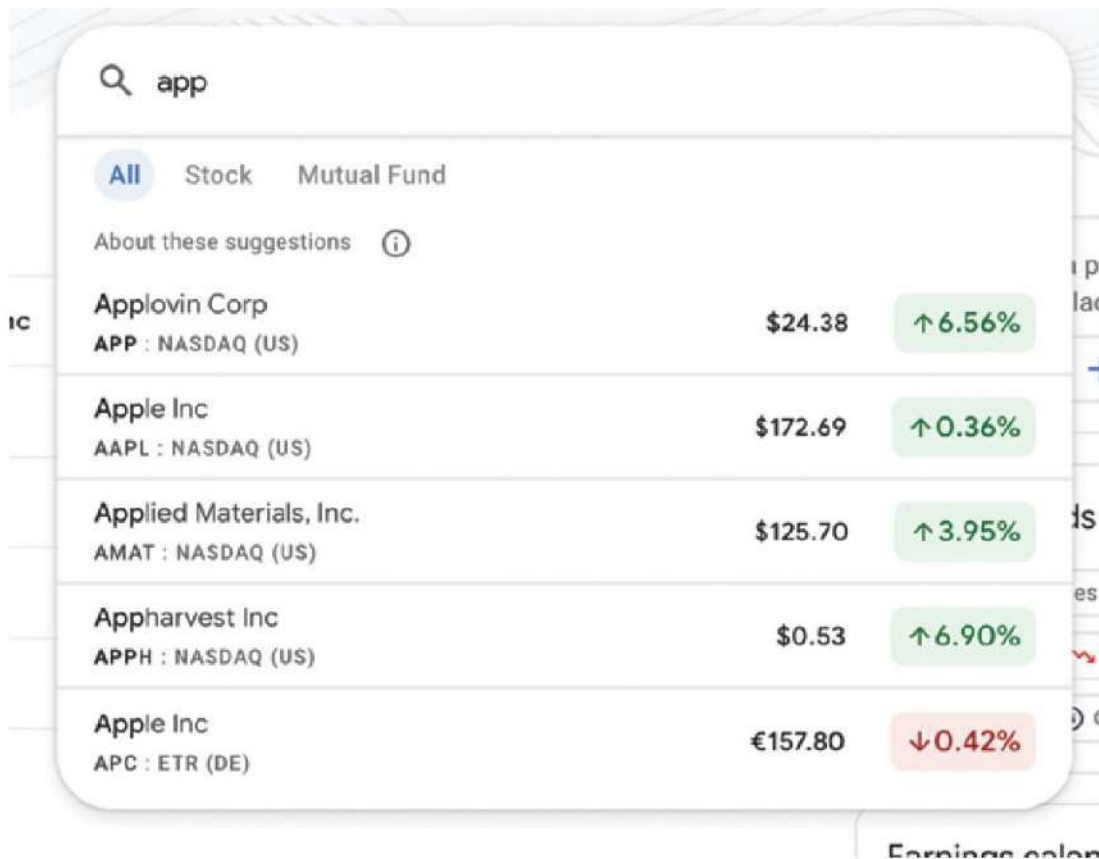 app
All Stock Mutual Fund
About these suggestions
Applovin Corp
APP : NASDAQ (US)
$24.38 ↑6.56%
Apple Inc
AAPL : NASDAQ (US)
$172.69 ↑0.36%
Applied Materials, Inc.
AMAT : NASDAQ (US)
$125.70 ↑3.95%
Appharvest Inc
APPH : NASDAQ (US)
$0.53 ↑6.90%
Apple Inc
APC : ETR (DE)
€157.80 ↓0.42%